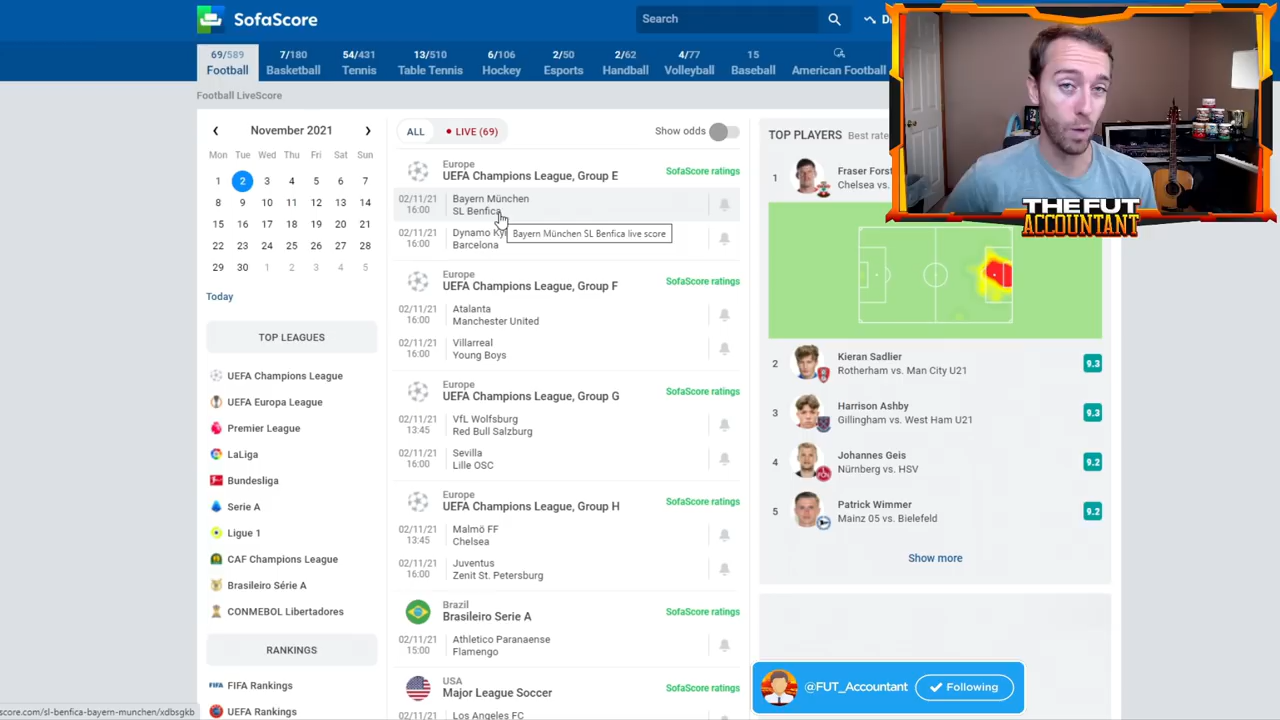 SofaScore
Search
69/589
Football
7/180
Basketball
54/431
Tennis
13/510
Table Tennis
6/106
Hockey
2/50
Esports
2/62
Handball
4/77
Volleyball
15
Baseball
American Football
Football LiveScore
November 2021
Mon Tue Wed Thu Fri Sat Sun
1 2 3 4 5 6 7
8 9 10 11 12 13 14
15 16 17 18 19 20 21
22 23 24 25 26 27 28
29 30 1 2 3 4 5
Today
TOP LEAGUES
UEFA Champions League
UEFA Europa League
Premier League
LaLiga
Bundesliga
Serie A
Ligue 1
CAF Champions League
Brasileiro Série A
CONMEBOL Libertadores
RANKINGS
FIFA FIFA Rankings
UEFA Rankings
score.com/sl-benfica-bayern-munchen/xdbsgkb
ALL
LIVE (69)
Show odds
Europe
UEFA Champions League, Group E
SofaScore ratings
02/11/21
16:00
Bayern München
SL Benfica
Bayern München SL Benfica live score
02/11/21
16:00
Dynamo
Barcelona
Europe
UEFA Champions League, Group F
SofaScore ratings
02/11/21
16:00
Atalanta
Manchester United
02/11/21
16:00
Villarreal
Young Boys
Europe
UEFA Champions League, Group G
SofaScore ratings
02/11/21
13:45
VfL Wolfsburg
Red Bull Salzburg
02/11/21
16:00
Sevilla
Lille OSC
Europe
UEFA Champions League, Group H
SofaScore ratings
02/11/21
13:45
Malmö FF
Chelsea
02/11/21
16:00
Juventus
Zenit St. Petersburg
Brazil
Brasileiro Serie A
SofaScore ratings
02/11/21
15:00
Athletico Paranaense
Flamengo
USA
Major League Soccer
SofaScore ratings
02/11/21
Los Angeles FC
TOP PLAYERS Best
1
Fraser
Chelsea vs.
2
Kieran Sadlier
Rotherham vs. Man City U21
9.3
3
Harrison Ashby
Gillingham vs. West Ham U21
9.3
4
Johannes Geis
Nürnberg vs. HSV
9.2
5
Patrick Wimmer
Mainz 05 vs. Bielefeld
9.2
Show more
THE FUT
ACCOUNTANT
@FUT_Accountant
Following